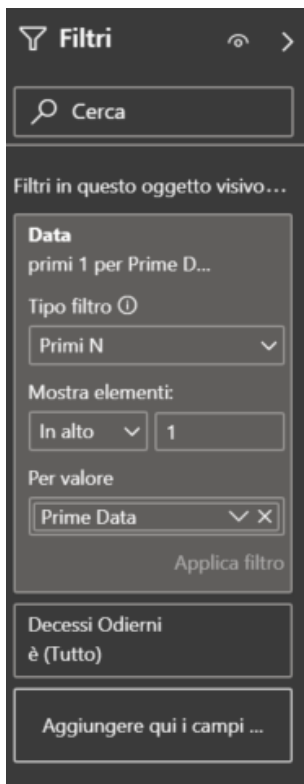 Filtri
Cerca
Filtri in questo oggetto visivo...
Data
primi 1 per Prime D...
Tipo filtro
Primi N
Mostra elementi:
In alto 1
Per valore
Prime Data
Applica filtro
Decessi Odierni
è (Tutto)
Aggiungere qui i campi ...